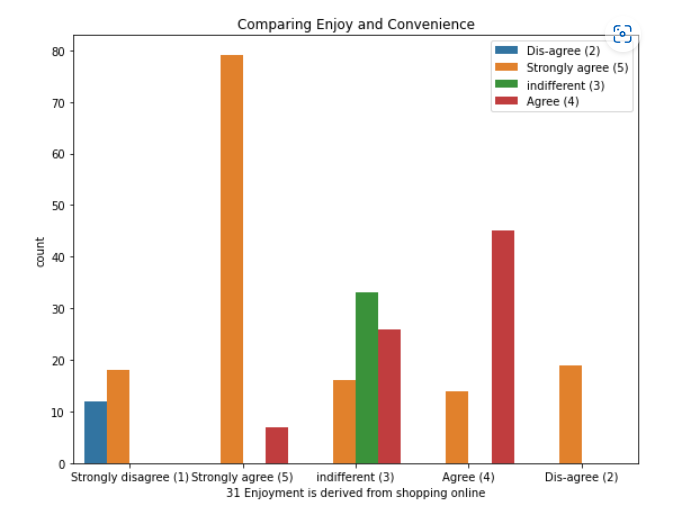 Comparing Enjoy and Convenience
Dis-agree (2)
Strongly agree (5)
indifferent (3)
Agree (4)
80
70
60
50
40
30
20
10
0
count
Strongly disagree (1) Strongly agree (5) indifferent (3) Agree (4) Dis-agree (2)
31 Enjoyment is derived from shopping online